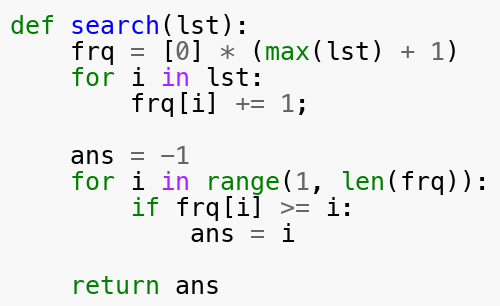 def search(lst):
    frq = [0] * (max(lst) + 1)
    for i in lst:
        frq[i] += 1;

    ans = -1
    for i in range(1, len(frq)):
        if frq[i] >= i:
            ans = i

    return ans